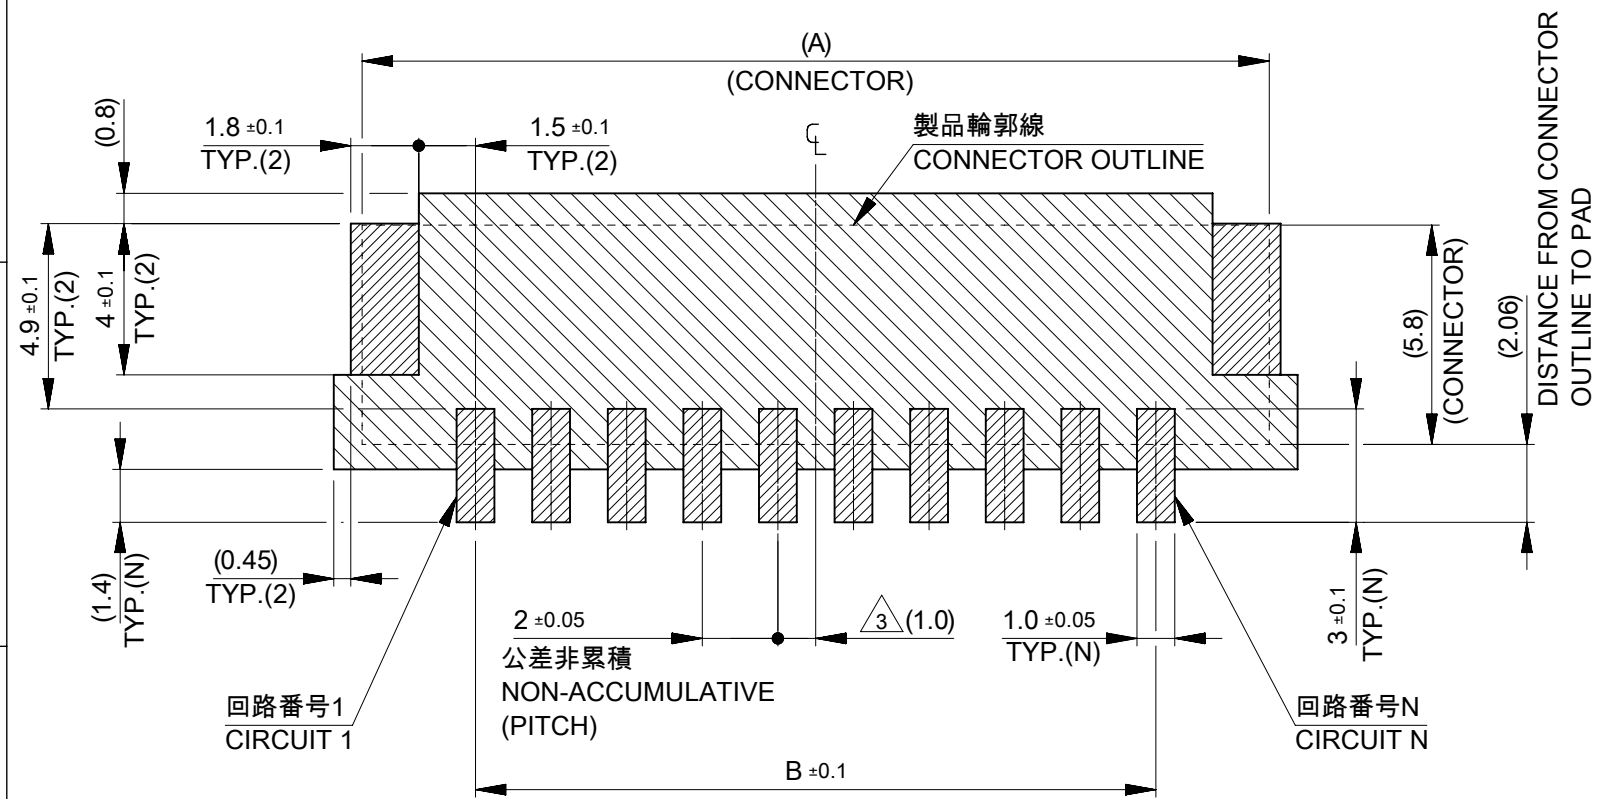 (A)
(CONNECTOR)
(0.8)
1.8 ±0.1
TYP.(2)
1.5 ±0.1
TYP.(2)
℄
製品輪郭線
CONNECTOR OUTLINE
DISTANCE FROM CONNECTOR
OUTLINE TO PAD
4.9 ±0.1
TYP.(2)
4 ±0.1
TYP.(2)
(5.8)
(CONNECTOR)
(2.06)
(1.4)
TYP.(N)
(0.45)
TYP.(2)
2 ±0.05
公差非累積
NON-ACCUMULATIVE
(PITCH)
3 (1.0)
1.0 ±0.05
TYP.(N)
3 ±0.1
TYP.(N)
回路番号1
CIRCUIT 1
回路番号N
CIRCUIT N
B ±0.1